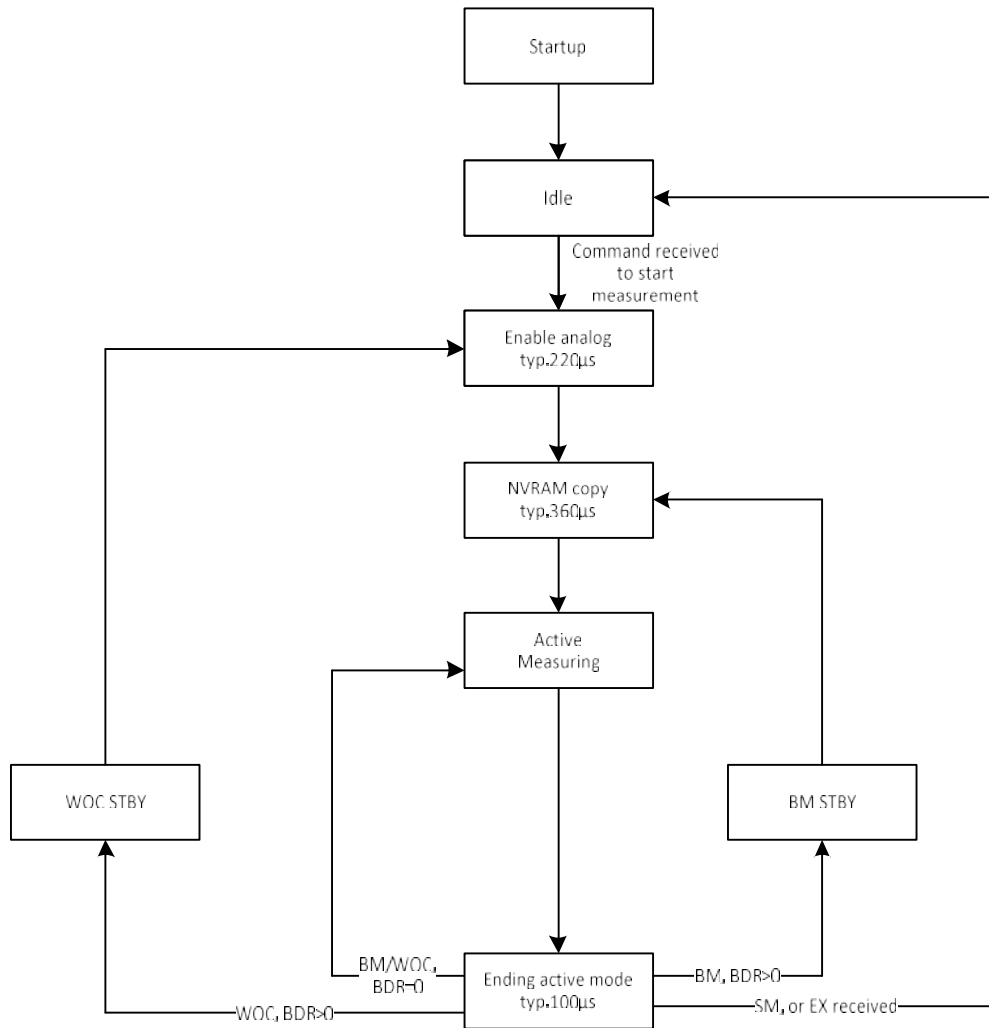 Startup
Idle
Command received
to start
measurement
Enable analog
typ.220µs
NVRAM copy
typ.360µs
Active
Measuring
WOC STBY
BM STBY
BM/WOC,
BDR=0
Ending active mode
typ.100µs
BM, BDR>0
WOC, BDR>0
SM, or EX received